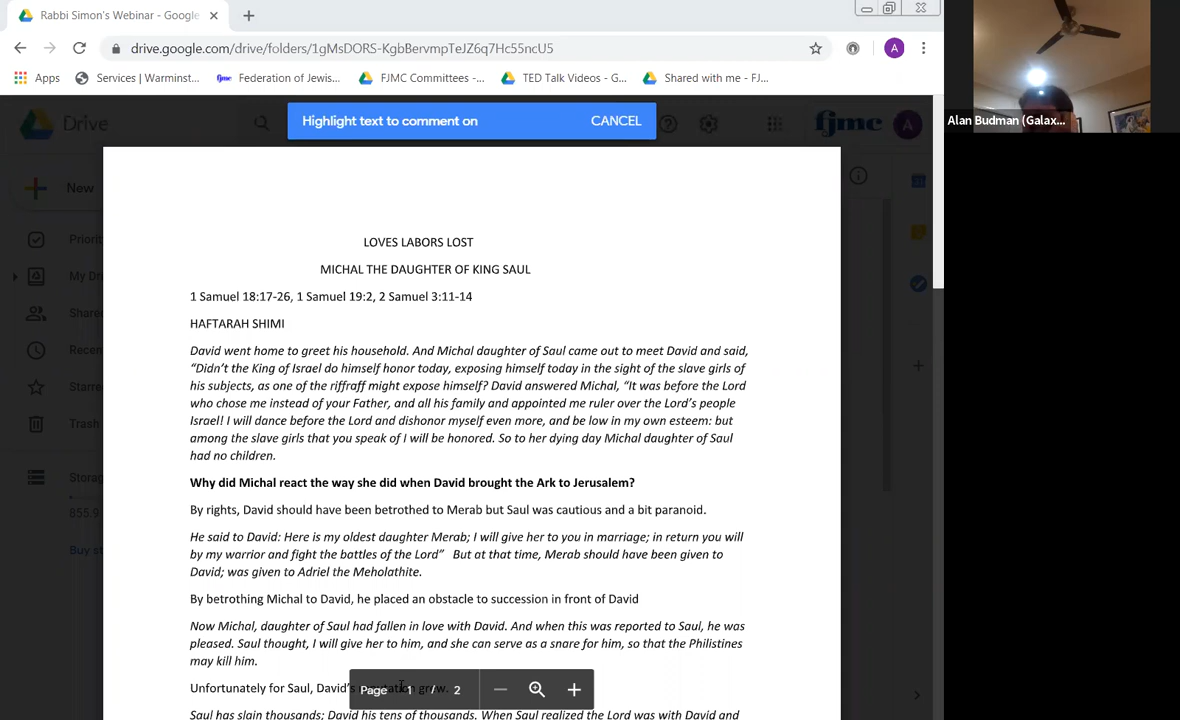 Rabbi Simon's Webinar - Google
drive.google.com/drive/folders/1gMsDORS-KgbBervmpTeJZ6q7Hc55ncU5
A
Apps
Services | Warminst...
fjmc
Federation of Jewis...
FJMC Committees -...
TED Talk Videos - G...
Shared with me - FJ...
Drive
Highlight text to comment on
CANCEL
fjmc
A
Alan Budman (Galax...
New
Priorit
My Dr
Share
Recen
Starre
Trash
Storag
855.9
Buy st
LOVES LABORS LOST
MICHAL THE DAUGHTER OF KING SAUL
1 Samuel 18:17-26, 1 Samuel 19:2, 2 Samuel 3:11-14
HAFTARAH SHIMI
David went home to greet his household. And Michal daughter of Saul came out to meet David and said,
“Didn’t the King of Israel do himself honor today, exposing himself today in the sight of the slave girls of
his subjects, as one of the riffraff might expose himself? David answered Michal, “It was before the Lord
who chose me instead of your Father, and all his family and appointed me ruler over the Lord’s people
Israel! I will dance before the Lord and dishonor myself even more, and be low in my own esteem: but
among the slave girls that you speak of I will be honored. So to her dying day Michal daughter of Saul
had no children.
Why did Michal react the way she did when David brought the Ark to Jerusalem?
By rights, David should have been betrothed to Merab but Saul was cautious and a bit paranoid.
He said to David: Here is my oldest daughter Merab; I will give her to you in marriage; in return you will
by my warrior and fight the battles of the Lord” But at that time, Merab should have been given to
David; was given to Adriel the Meholathite.
By betrothing Michal to David, he placed an obstacle to succession in front of David
Now Michal, daughter of Saul had fallen in love with David. And when this was reported to Saul, he was
pleased. Saul thought, I will give her to him, and she can serve as a snare for him, so that the Philistines
may kill him.
Unfortunately for Saul, David’s reputation grew.
Page 1 / 2
Saul has slain thousands; David his tens of thousands. When Saul realized the Lord was with David and